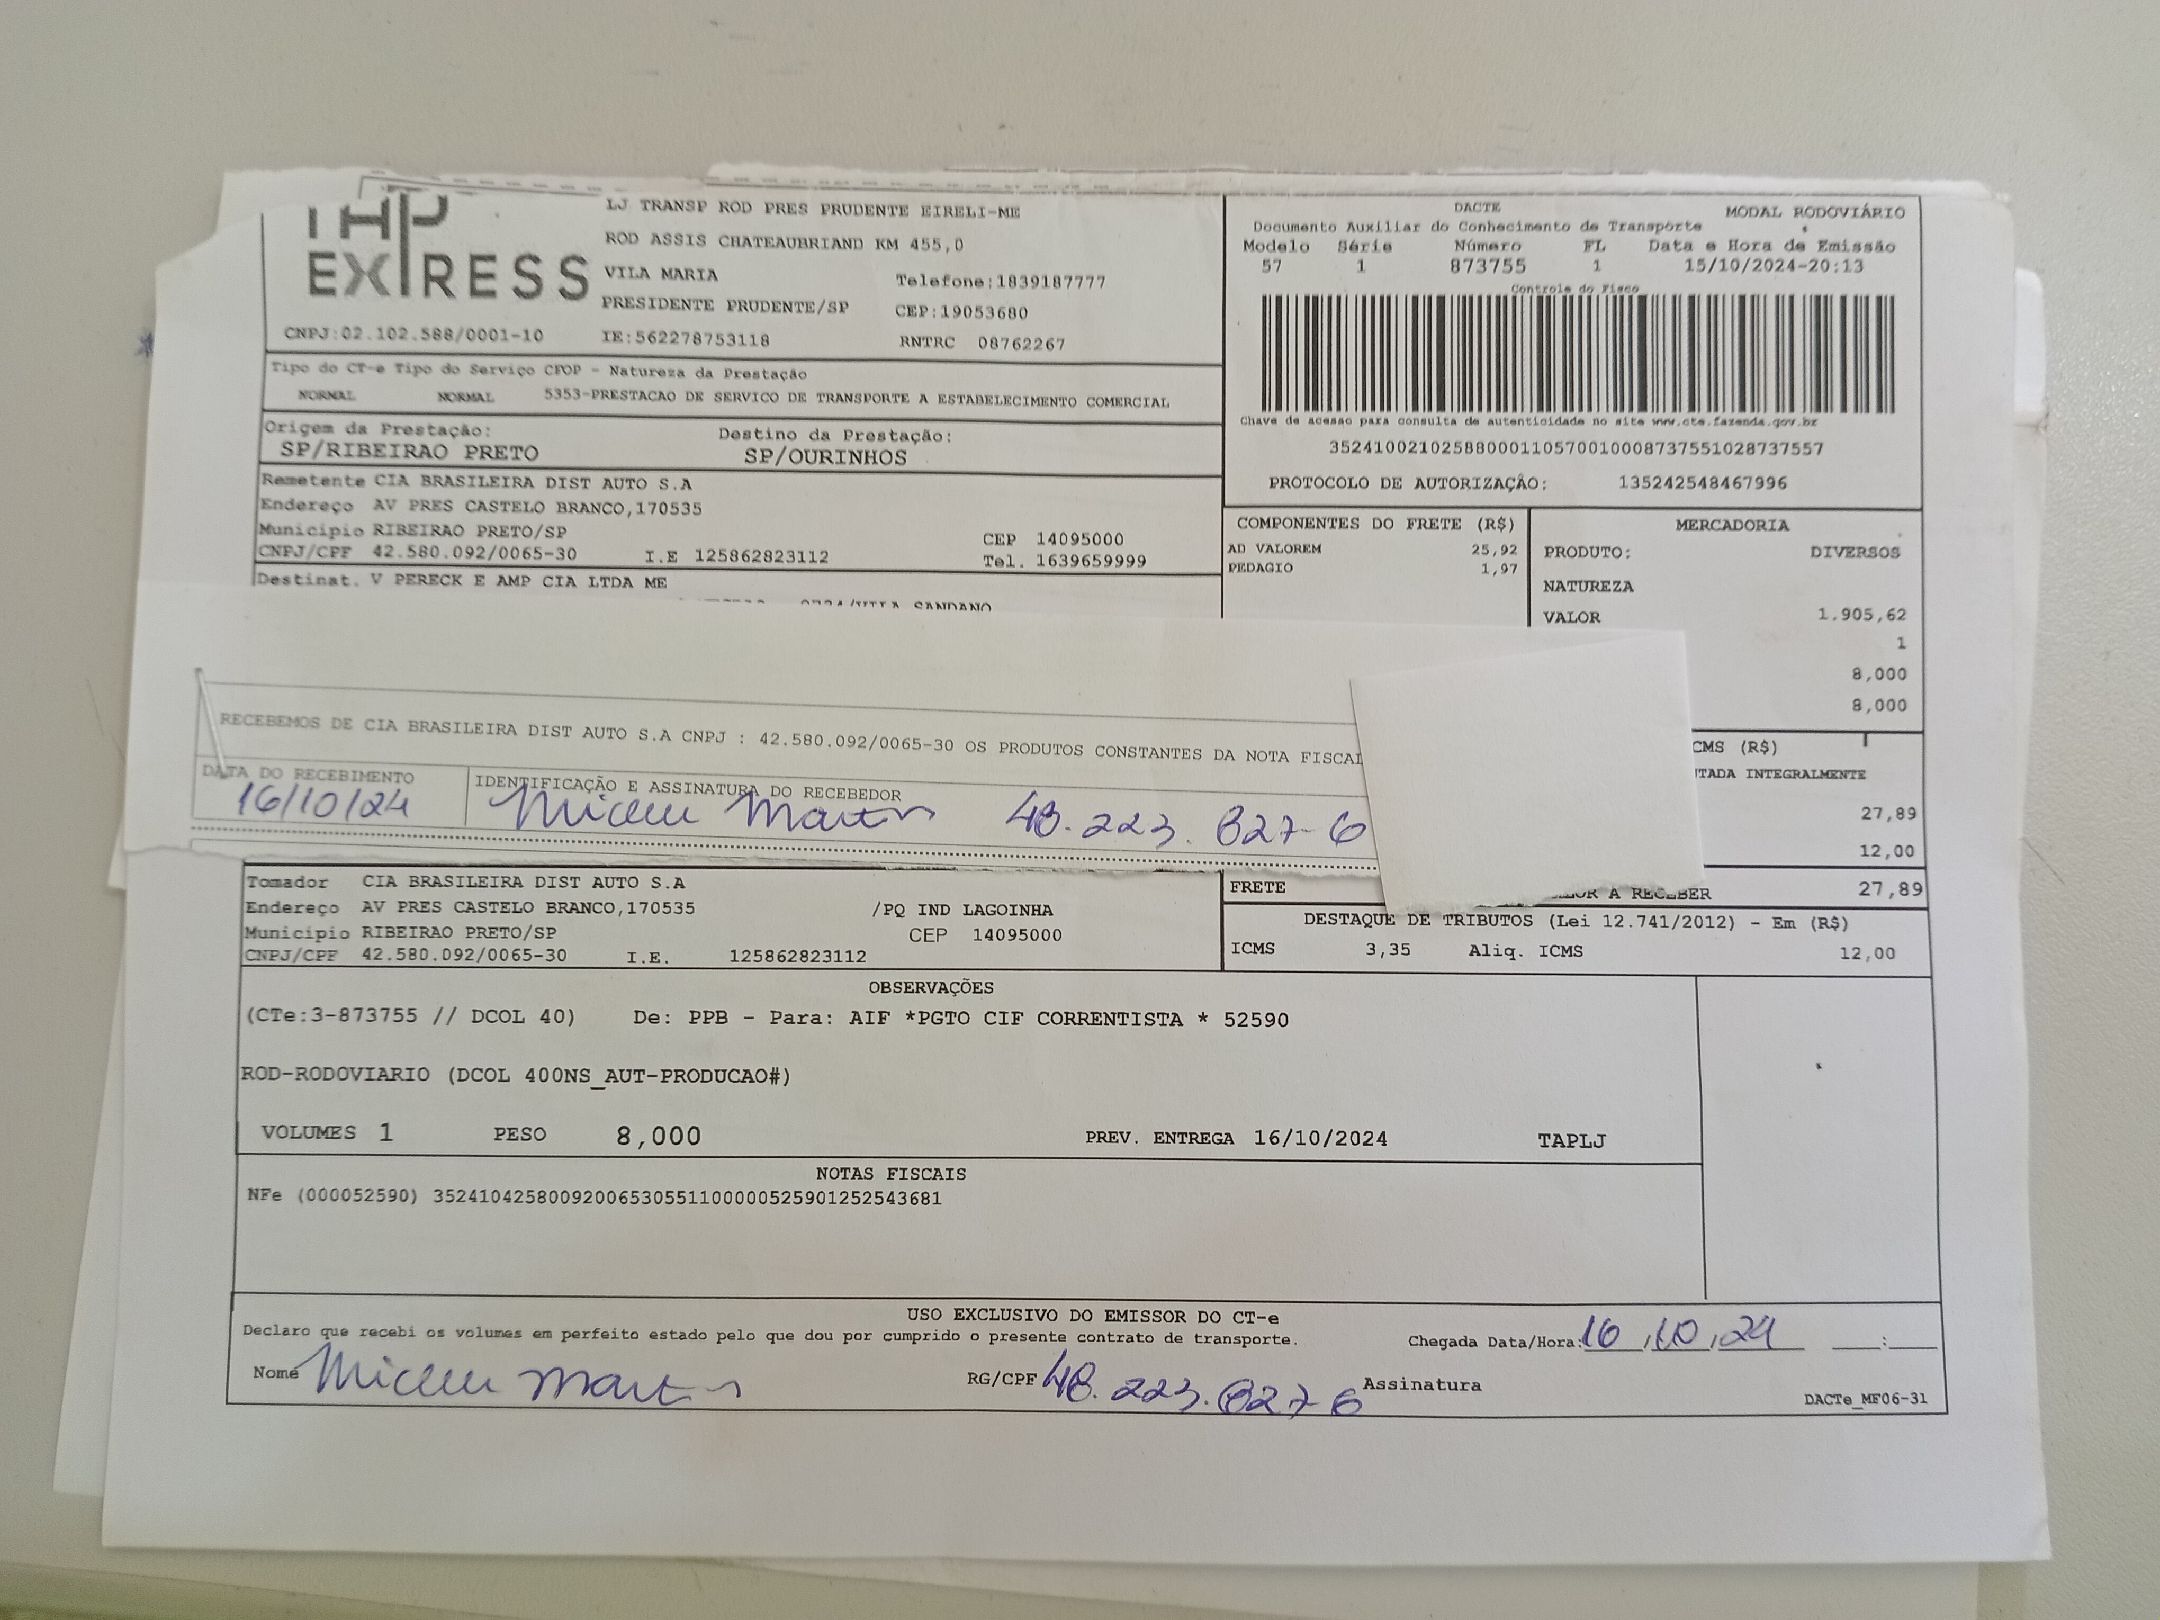 EXPRESS
LJ TRANSP ROD PRES PRUDENTE EIRELI-ME
ROD ASSIS CHATEAUBRIAND KM 455,0
VILA MARIA Telefone:1839187777
PRESIDENTE PRUDENTE/SP CEP:19053680
CNPJ:02.102.588/0001-10 IE:562278753118 RNTRC 08762267
Tipo do CT-e Tipo do Serviço CFOP - Natureza da Prestação
NORMAL NORMAL 5353-PRESTACAO DE SERVICO DE TRANSPORTE A ESTABELECIMENTO COMERCIAL
Origem da Prestação: Destino da Prestação:
SP/RIBEIRAO PRETO SP/OURINHOS
Remetente CIA BRASILEIRA DIST AUTO S.A
Endereço AV PRES CASTELO BRANCO,170535
Municipio RIBEIRAO PRETO/SP CEP 14095000
CNPJ/CPF 42.580.092/0065-30 I.E 125862823112 Tel. 1639659999
Destinat. V PERECK E AMP CIA LTDA ME
/VILA SANDANO
DACTE MODAL RODOVIÁRIO
Documento Auxiliar do Conhecimento de Transporte
Modelo Série Número FL Data e Hora de Emissão
57 1 873755 1 15/10/2024-20:13
Controle do Fisco
Chave de acesso para consulta de autenticidade no site www.cte.fazenda.gov.br
35241002102588000110570010008737551028737557
PROTOCOLO DE AUTORIZAÇÃO: 135242548467996
COMPONENTES DO FRETE (R$) MERCADORIA
AD VALOREM 25,92 PRODUTO: DIVERSOS
PEDAGIO 1,97
NATUREZA
VALOR 1.905,62
1
8,000
8,000
RECEBEMOS DE CIA BRASILEIRA DIST AUTO S.A CNPJ : 42.580.092/0065-30 OS PRODUTOS CONSTANTES DA NOTA FISCAL
DATA DO RECEBIMENTO IDENTIFICAÇÃO E ASSINATURA DO RECEBEDOR
16/10/24 48.223.827-6
CMS (R$)
TADA INTEGRALMENTE
27,89
12,00
FRETE A RECEBER 27,89
Tomador CIA BRASILEIRA DIST AUTO S.A
Endereço AV PRES CASTELO BRANCO,170535 /PQ IND LAGOINHA
Municipio RIBEIRAO PRETO/SP CEP 14095000
CNPJ/CPF 42.580.092/0065-30 I.E. 125862823112
DESTAQUE DE TRIBUTOS (Lei 12.741/2012) - Em (R$)
ICMS 3,35 Aliq. ICMS 12,00
OBSERVAÇÕES
(CTe:3-873755 // DCOL 40) De: PPB - Para: AIF *PGTO CIF CORRENTISTA * 52590
ROD-RODOVIARIO (DCOL 400NS_AUT-PRODUCAO#)
VOLUMES 1 PESO 8,000 PREV. ENTREGA 16/10/2024 TAPLJ
NOTAS FISCAIS
NFe (000052590) 35241042580092006530551100000525901252543681
USO EXCLUSIVO DO EMISSOR DO CT-e
Declaro que recebi os volumes em perfeito estado pelo que dou por cumprido o presente contrato de transporte. Chegada Data/Hora: 16/10/24 :
Nome RG/CPF 48.223.827-6 Assinatura
DACTe_MF06-31